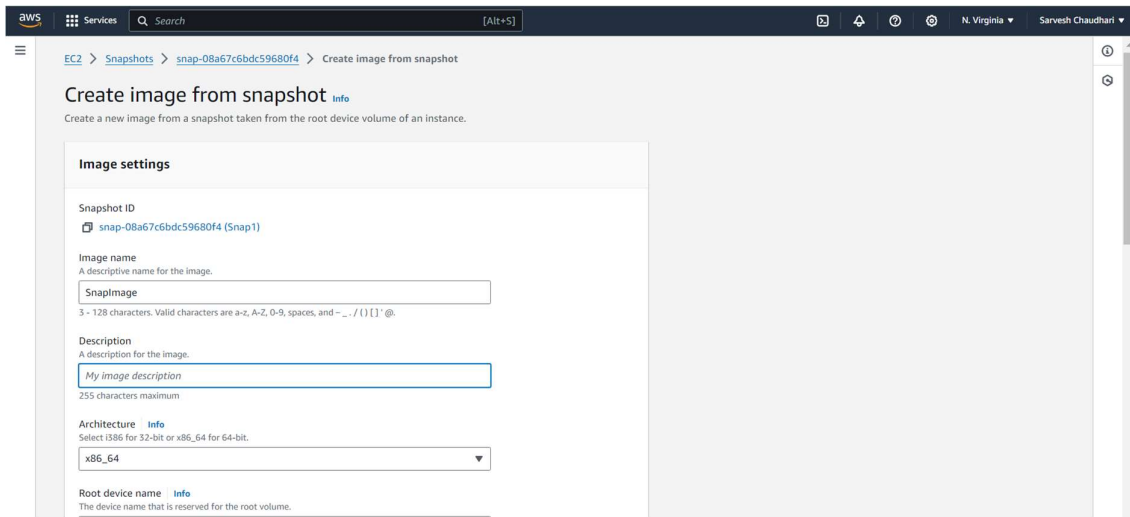 aws Services Search [Alt+S] N. Virginia ▼ Sarvesh Chaudhari ▼
EC2 > Snapshots > snap-08a67c6bdc59680f4 > Create image from snapshot
Create image from snapshot Info
Create a new image from a snapshot taken from the root device volume of an instance.
Image settings
Snapshot ID
snap-08a67c6bdc59680f4 (Snap1)
Image name
A descriptive name for the image.
SnapImage
3 - 128 characters. Valid characters are a-z, A-Z, 0-9, spaces, and – _ . / ( ) [ ] ' @.
Description
A description for the image.
My image description
255 characters maximum
Architecture Info
Select i386 for 32-bit or x86_64 for 64-bit.
x86_64
Root device name Info
The device name that is reserved for the root volume.